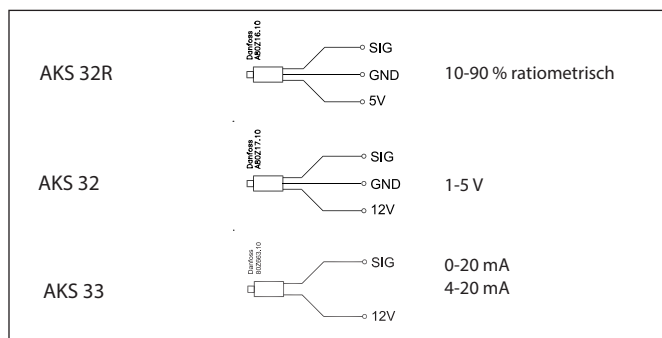 AKS 32R
Danfoss
A80Z16.10
SIG
GND
5V
10-90 % ratiometrisch
AKS 32
Danfoss
A80Z17.10
SIG
GND
12V
1-5 V
AKS 33
Danfoss
80Z663.10
SIG
12V
0-20 mA
4-20 mA